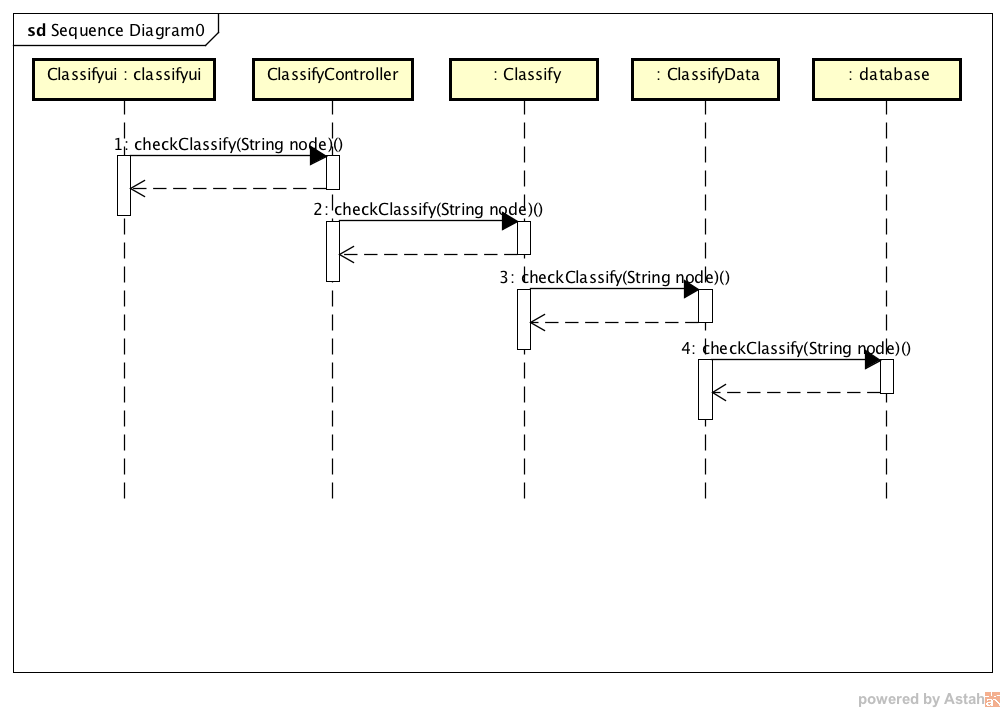 sd Sequence Diagram0
Classifyui : classifyui
ClassifyController
: Classify
: ClassifyData
: database
1: checkClassify(String node)()
2: checkClassify(String node)()
3: checkClassify(String node)()
4: checkClassify(String node)()
powered by Astah